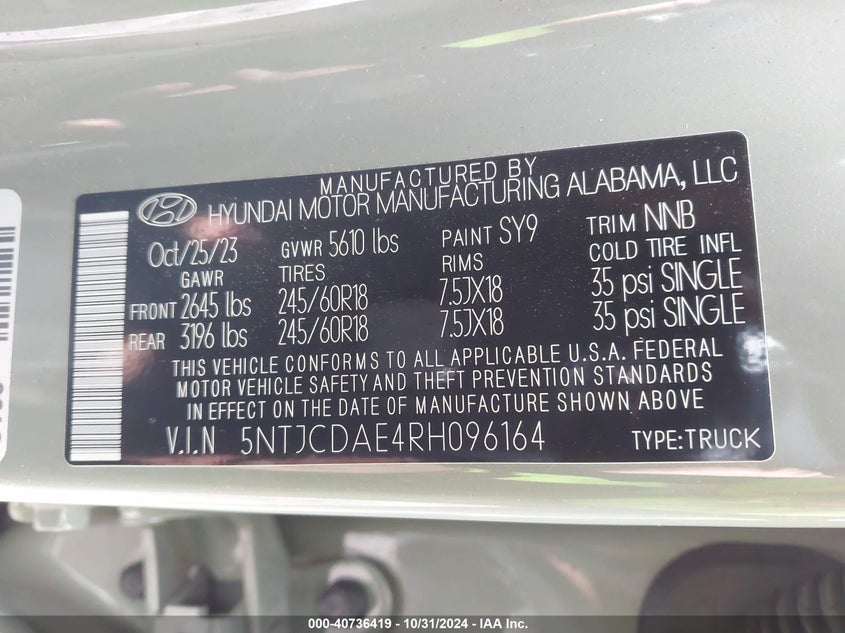 MANUFACTURED BY
HYUNDAI MOTOR MANUFACTURING ALABAMA, LLC
Oct/25/23 GVWR 5610 lbs PAINT SY9 TRIM NNB
GAWR TIRES RIMS COLD TIRE INFL
FRONT 2645 lbs 245/60R18 7.5JX18 35 psi SINGLE
REAR 3196 lbs 245/60R18 7.5JX18 35 psi SINGLE
THIS VEHICLE CONFORMS TO ALL APPLICABLE U.S.A. FEDERAL
MOTOR VEHICLE SAFETY AND THEFT PREVENTION STANDARDS
IN EFFECT ON THE DATE OF MANUFACTURE SHOWN ABOVE
V.I.N 5NTJCDAE4RH096164 TYPE:TRUCK
000-40736419 - 10/31/2024 - IAA Inc.